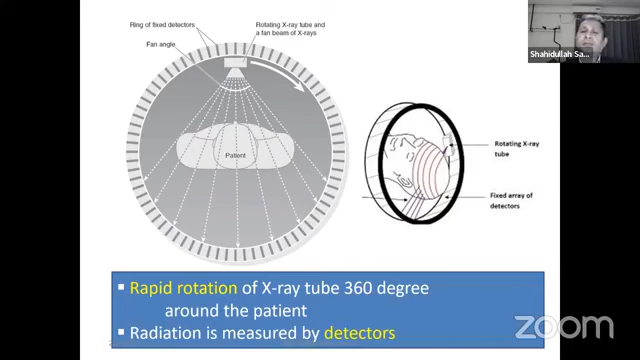 Ring of fixed detectors
Rotating X-ray tube and
a fan beam of X-rays
Fan angle
Patient
Shahidullah Sa...
Rotating X-ray
tube
Fixed array of
detectors
▪ Rapid rotation of X-ray tube 360 degree
around the patient
▪ Radiation is measured by detectors
zoom